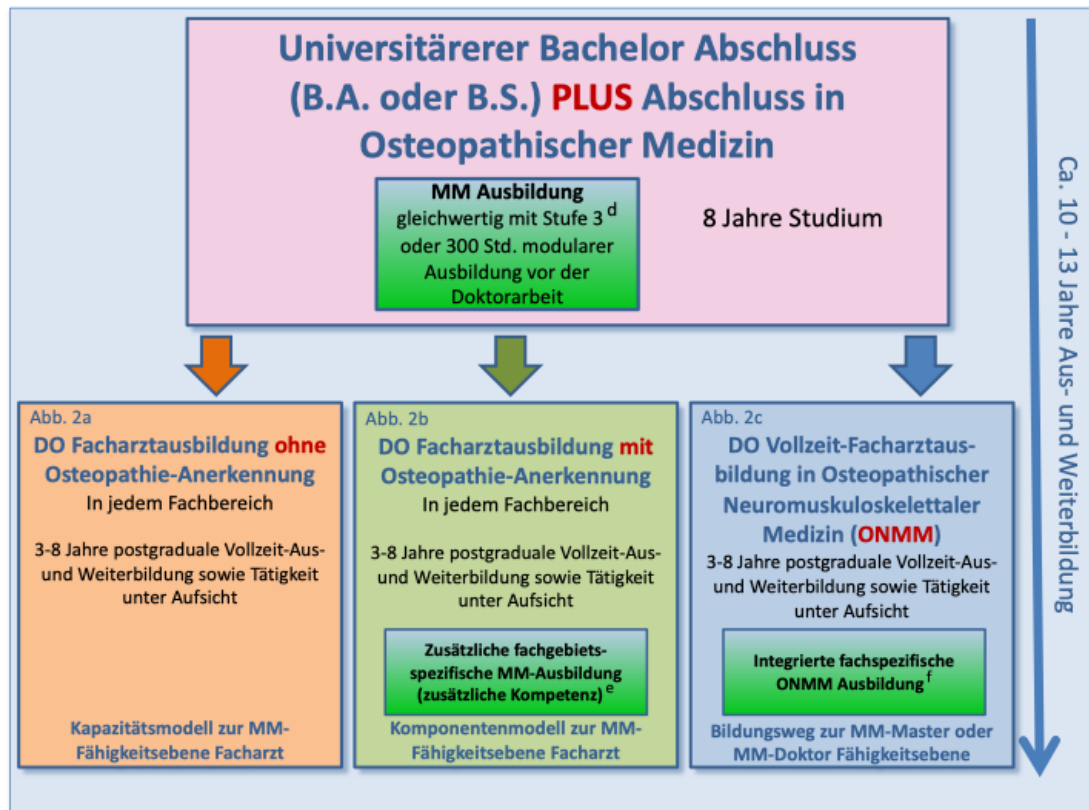 Universitärerer Bachelor Abschluss
(B.A. oder B.S.) PLUS Abschluss in
Osteopathischer Medizin
MM Ausbildung
gleichwertig mit Stufe 3 d
oder 300 Std. modularer
Ausbildung vor der
Doktorarbeit
8 Jahre Studium
Ca. 10 - 13 Jahre Aus- und Weiterbildung
Abb. 2a
DO Facharztausbildung ohne
Osteopathie-Anerkennung
In jedem Fachbereich
3-8 Jahre postgraduale Vollzeit-Aus-
und Weiterbildung sowie Tätigkeit
unter Aufsicht
Kapazitätsmodell zur MM-
Fähigkeitsebene Facharzt
Abb. 2b
DO Facharztausbildung mit
Osteopathie-Anerkennung
In jedem Fachbereich
3-8 Jahre postgraduale Vollzeit-Aus-
und Weiterbildung sowie Tätigkeit
unter Aufsicht
Zusätzliche fachgebiets-
spezifische MM-Ausbildung
(zusätzliche Kompetenz) e
Komponentenmodell zur MM-
Fähigkeitsebene Facharzt
Abb. 2c
DO Vollzeit-Facharztaus-
bildung in Osteopathischer
Neuromuskuloskelettaler
Medizin (ONMM)
3-8 Jahre postgraduale Vollzeit-Aus-
und Weiterbildung sowie Tätigkeit
unter Aufsicht
Integrierte fachspezifische
ONMM Ausbildung f
Bildungsweg zur MM-Master oder
MM-Doktor Fähigkeitsebene